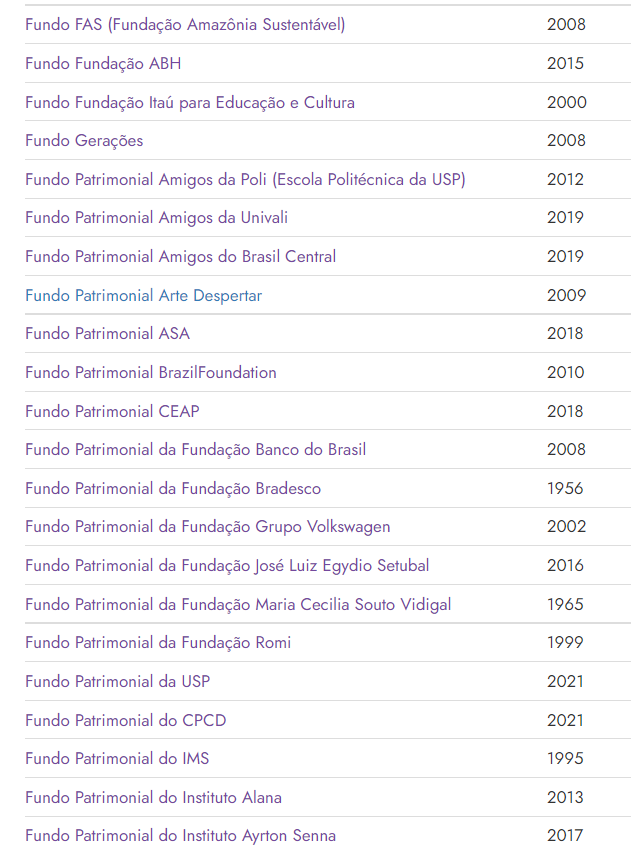 Fundo FAS (Fundação Amazônia Sustentável) 2008
Fundo Fundação ABH 2015
Fundo Fundação Itaú para Educação e Cultura 2000
Fundo Gerações 2008
Fundo Patrimonial Amigos da Poli (Escola Politécnica da USP) 2012
Fundo Patrimonial Amigos da Univali 2019
Fundo Patrimonial Amigos do Brasil Central 2019
Fundo Patrimonial Arte Despertar 2009
Fundo Patrimonial ASA 2018
Fundo Patrimonial BrazilFoundation 2010
Fundo Patrimonial CEAP 2018
Fundo Patrimonial da Fundação Banco do Brasil 2008
Fundo Patrimonial da Fundação Bradesco 1956
Fundo Patrimonial da Fundação Grupo Volkswagen 2002
Fundo Patrimonial da Fundação José Luiz Egydio Setubal 2016
Fundo Patrimonial da Fundação Maria Cecilia Souto Vidigal 1965
Fundo Patrimonial da Fundação Romi 1999
Fundo Patrimonial da USP 2021
Fundo Patrimonial do CPCD 2021
Fundo Patrimonial do IMS 1995
Fundo Patrimonial do Instituto Alana 2013
Fundo Patrimonial do Instituto Ayrton Senna 2017